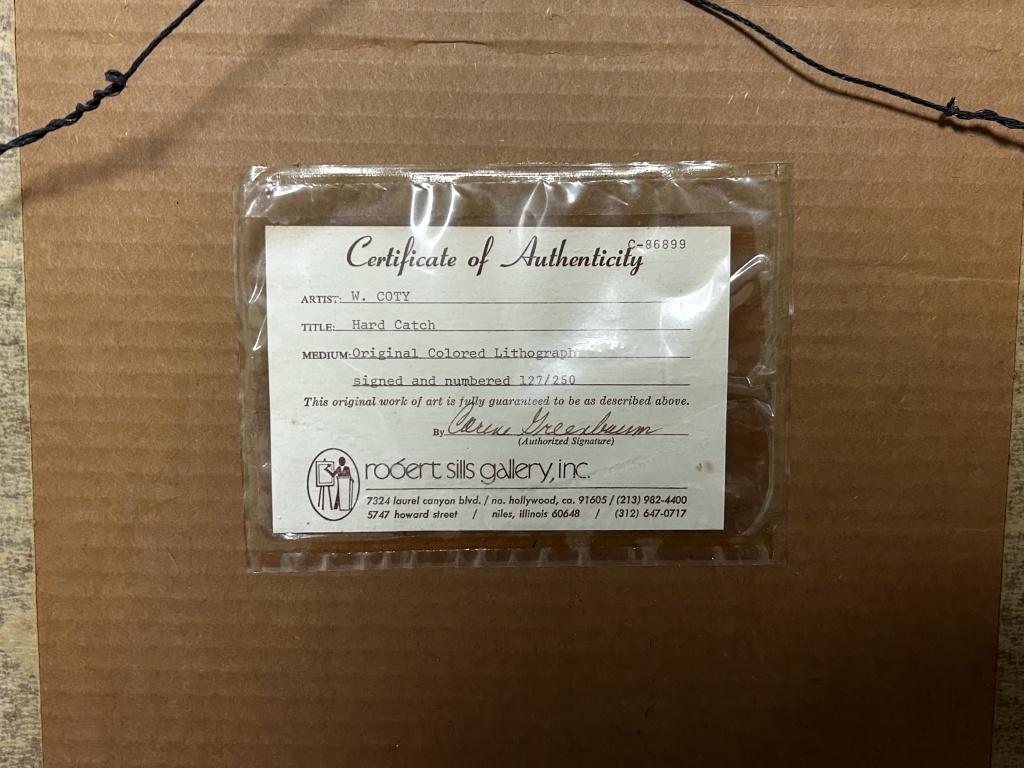 C-86899
Certificate of Authenticity
ARTIST: W. COTY
TITLE: Hard Catch
MEDIUM: Original Colored Lithograph
signed and numbered 127/250
This original work of art is fully guaranteed to be as described above.
By Carene Greenbaum
(Authorized Signature)
robert sills gallery, inc.
7324 laurel canyon blvd. / no. hollywood, ca. 91605 / (213) 982-4400
5747 howard street / niles, illinois 60648 / (312) 647-0717